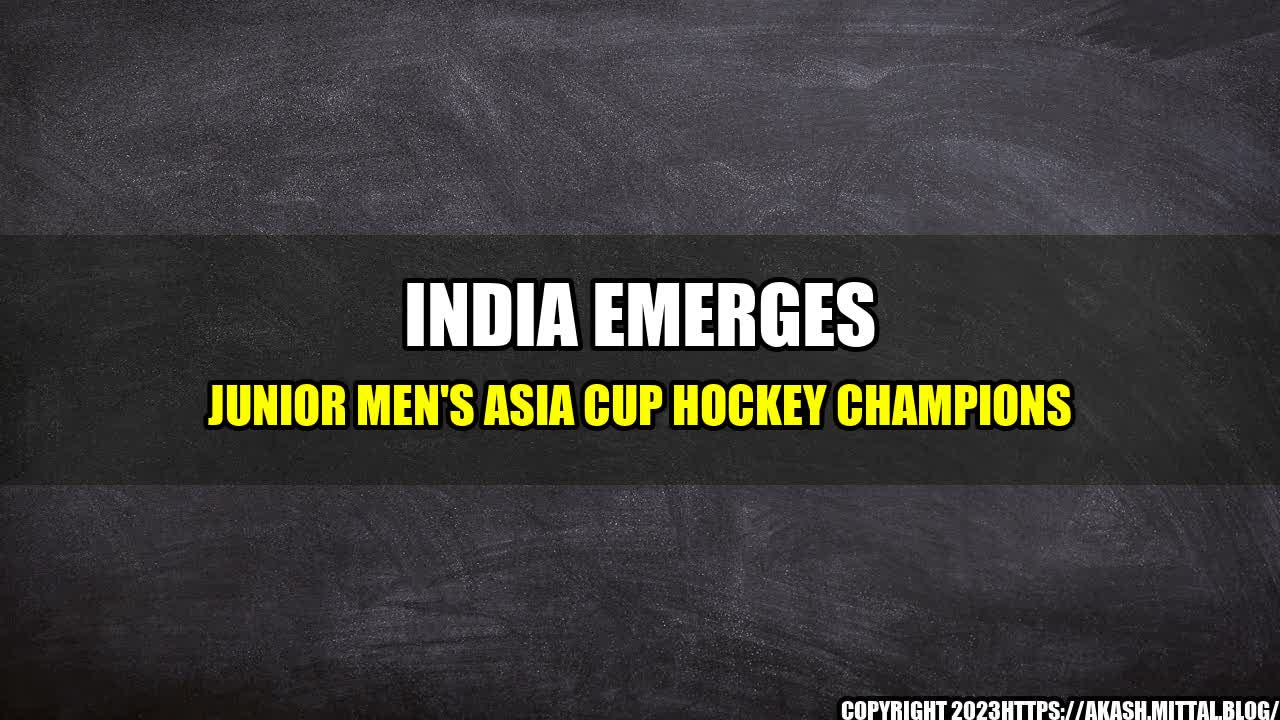 INDIA EMERGES
JUNIOR MEN'S ASIA CUP HOCKEY CHAMPIONS
COPYRIGHT 2023HTTPS://AKASH.MITTAL.BLOG/